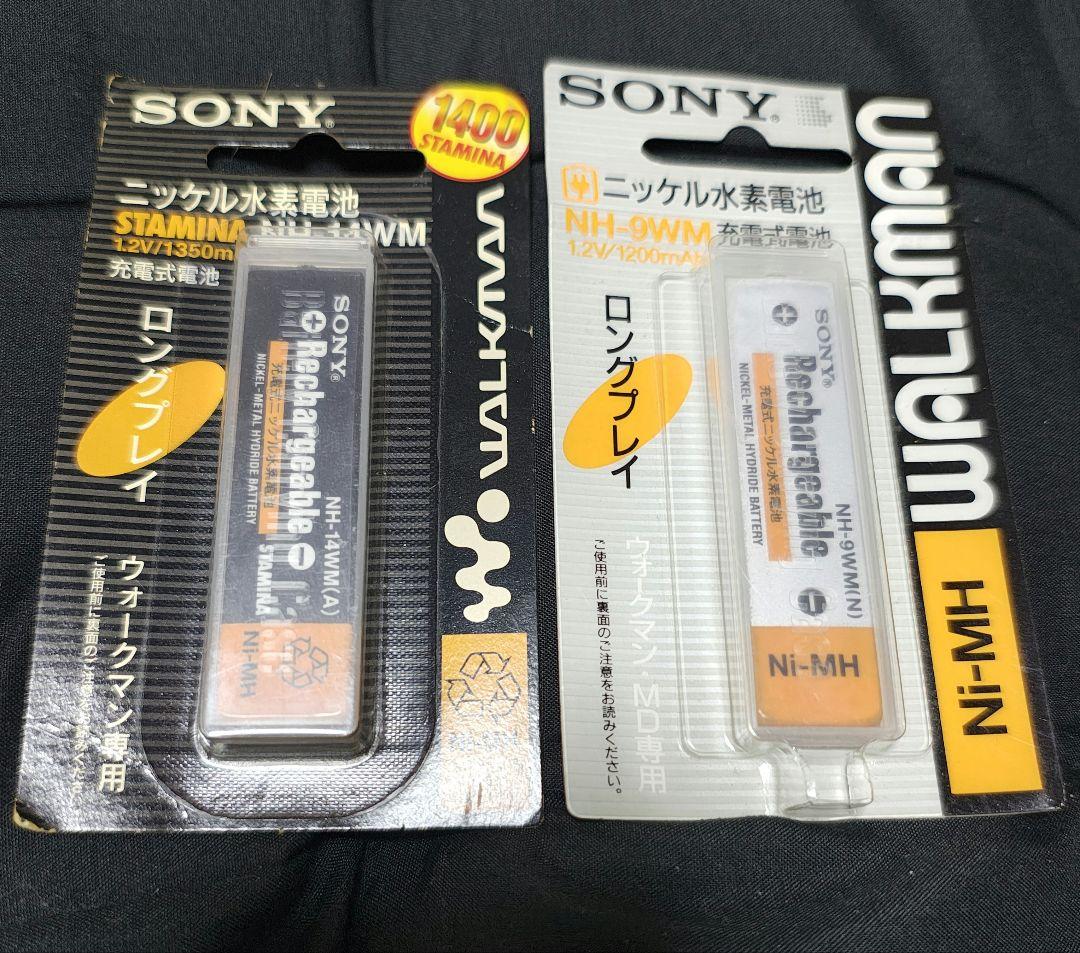 SONY®
1400
STAMINA
ニッケル水素電池
STAMINA NH-14WM
1.2V/1350m
充電式電池
ロングプレイ
ウォークマン専用
ご使用前に裏面のご注意をお読みくださ
WALKMAN
Ni-MH
SONY®
Rechargeable
充電式ニッケル水素電池
NICKEL-METAL HYDRIDE BATTERY
NH-14WM(A)
STAMINA
Ni-MH
SONY®
ニッケル水素電池
NH-9WM 充電式電池
1.2V/1200mAh
ロングプレイ
ウォークマン・MD専用
ご使用前に裏面のご注意をお読みください。
WALKMAN
Ni-MH
SONY®
Rechargeable
充電式ニッケル水素電池
NICKEL-METAL HYDRIDE BATTERY
NH-9WM(N)
Ni-MH